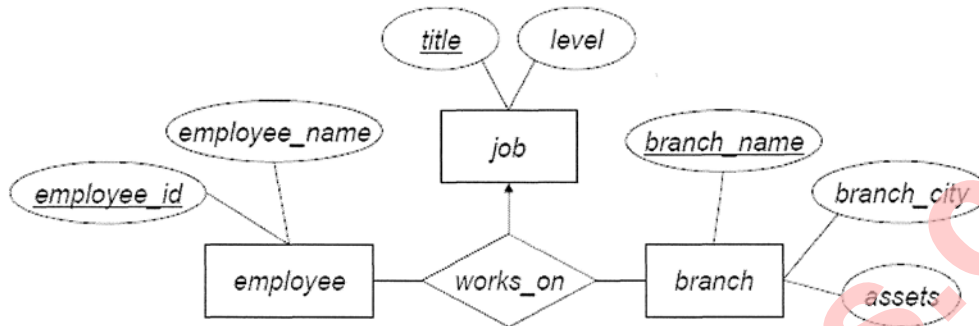 title
level
employee_name
job
branch_name
employee_id
branch_city
employee
works_on
branch
assets